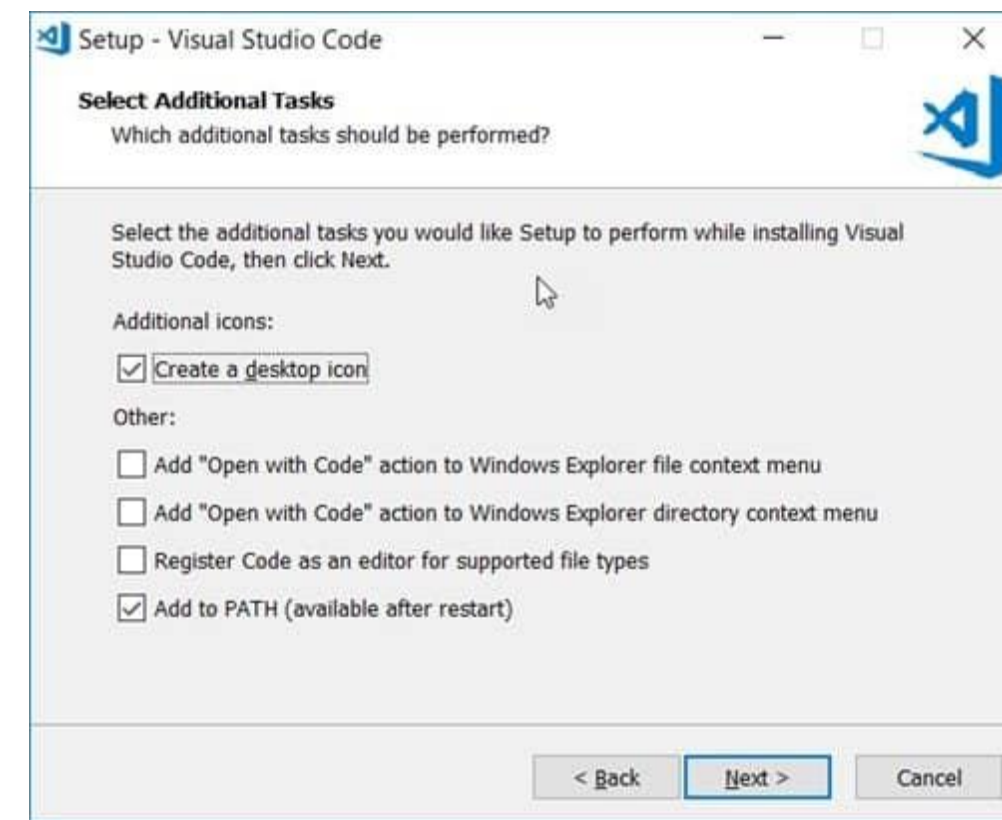 Setup - Visual Studio Code
Select Additional Tasks
Which additional tasks should be performed?
Select the additional tasks you would like Setup to perform while installing Visual
Studio Code, then click Next.
Additional icons:
Create a desktop icon
Other:
Add "Open with Code" action to Windows Explorer file context menu
Add "Open with Code" action to Windows Explorer directory context menu
Register Code as an editor for supported file types
Add to PATH (available after restart)
< Back Next > Cancel